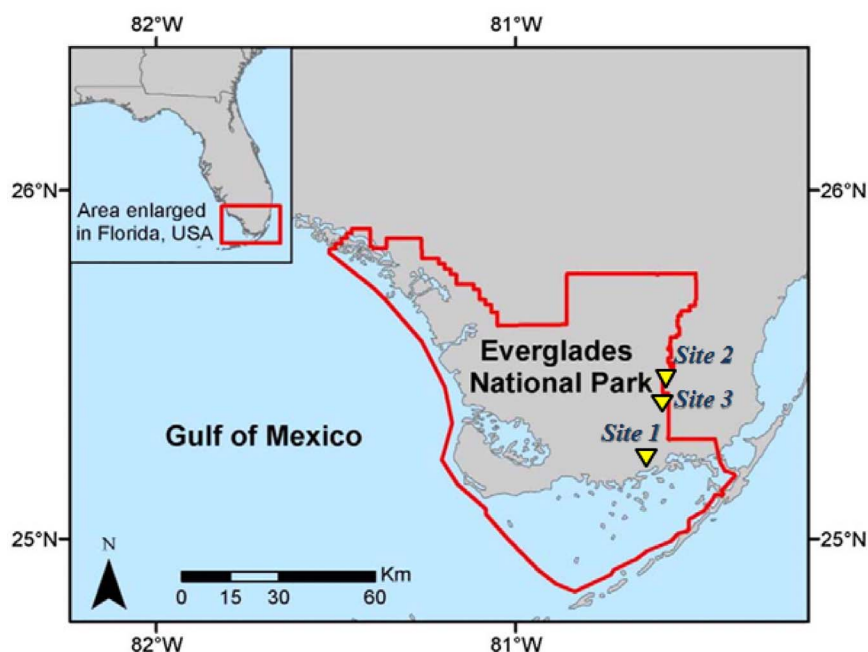 82°W
81°W
26°N
26°N
Area enlarged
in Florida, USA
Everglades
National Park
Site 2
Site 3
Site 1
Gulf of Mexico
25°N
25°N
N
Km
0 15 30 60
82°W
81°W